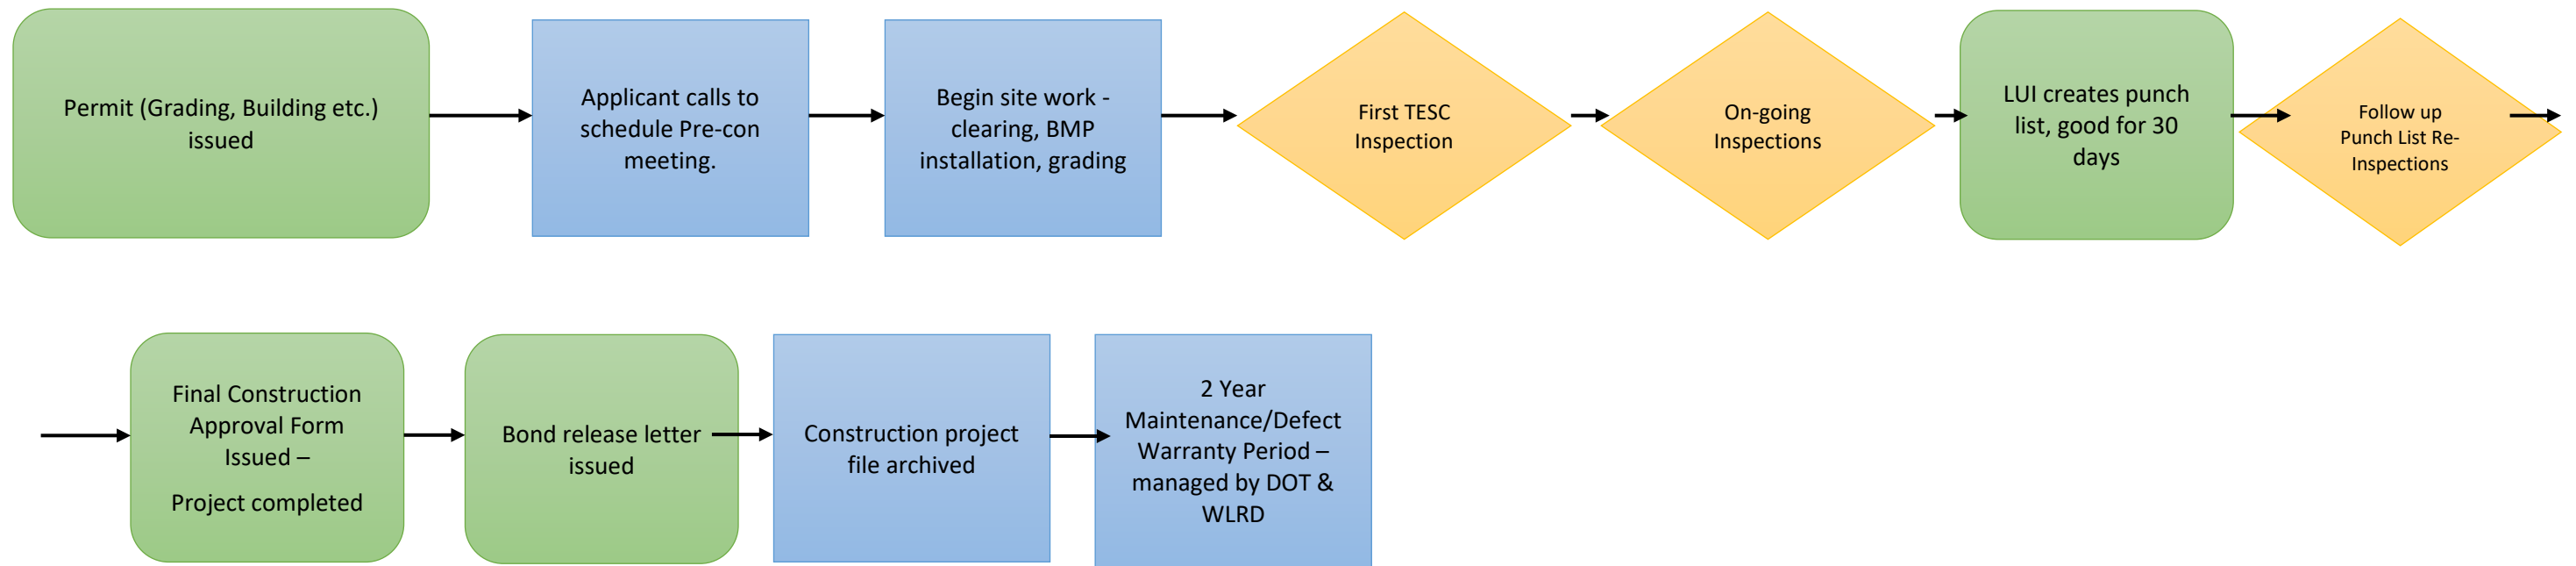 Permit (Grading, Building etc.)
issued
Applicant calls to
schedule Pre-con
meeting.
Begin site work -
clearing, BMP
installation, grading
First TESC
Inspection
On-going
Inspections
LUI creates punch
list, good for 30
days
Follow up
Punch List Re-
Inspections
Final Construction
Approval Form
Issued –
Project completed
Bond release letter
issued
Construction project
file archived
2 Year
Maintenance/Defect
Warranty Period –
managed by DOT &
WLRD